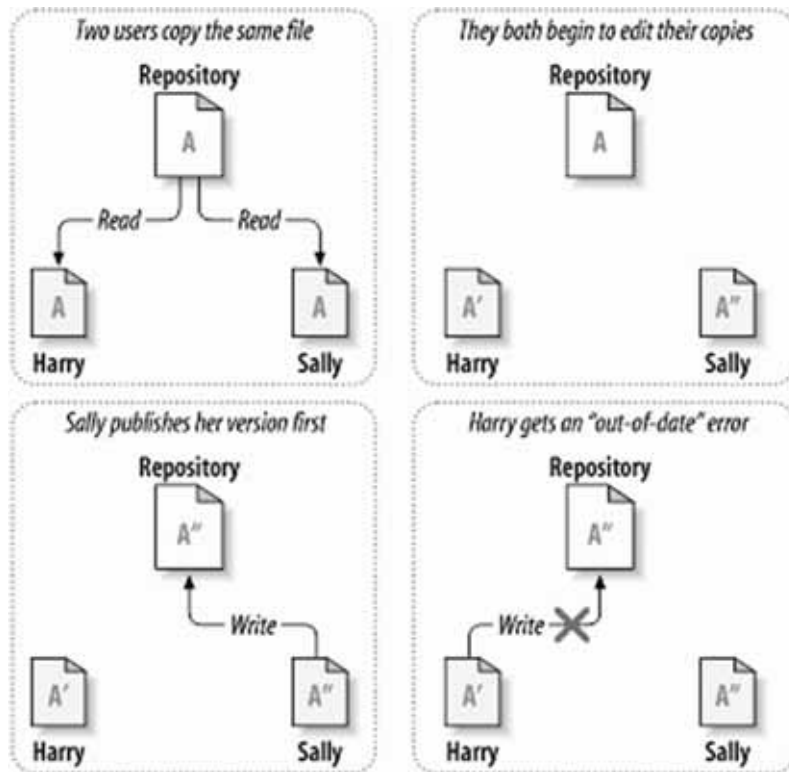 Two users copy the same file
Repository
A
Read
Read
A
A
Harry
Sally
They both begin to edit their copies
Repository
A
A'
A"
Harry
Sally
Sally publishes her version first
Repository
A"
Write
A'
A"
Harry
Sally
Harry gets an “out-of-date” error
Repository
A"
Write
A'
A"
Harry
Sally